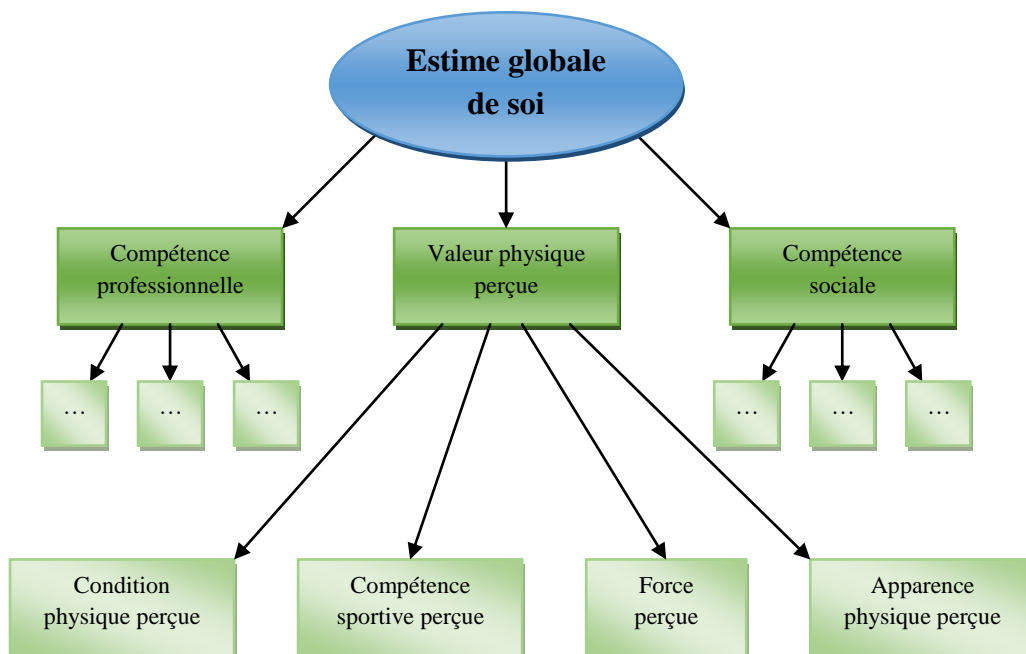 Estime globale
de soi
Compétence
professionnelle
Valeur physique
perçue
Compétence
sociale
…
…
…
…
…
…
Condition
physique perçue
Compétence
sportive perçue
Force
perçue
Apparence
physique perçue